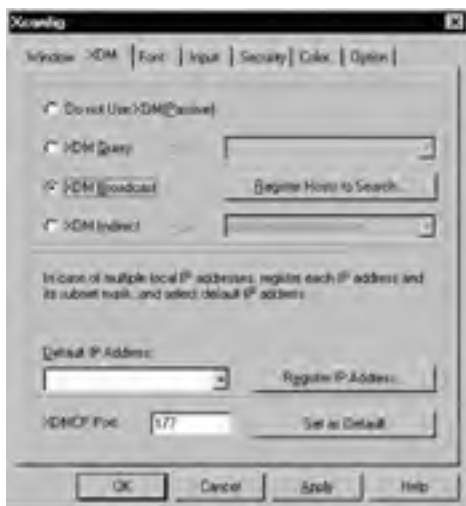 Xconfig
Window XDM Font Input Security Color Option
Do not Use XDM(Passive)
XDM Query
XDM Broadcast Register Hosts to Search...
XDM Indirect
In case of multiple local IP addresses, register each IP address and
its subnet mask, and select default IP address
Default IP Address:
Register IP Address...
XDMCP Port: 177 Set as Default
OK Cancel Apply Help